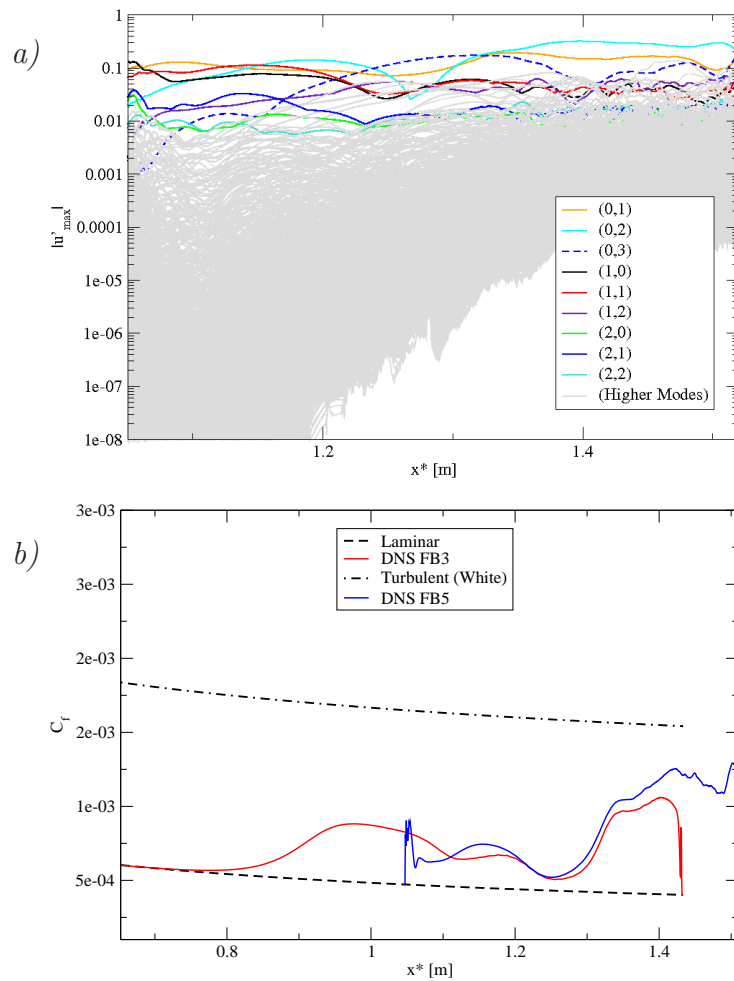 a)
1
0.1
0.01
0.001
0.0001
1e-05
1e-06
1e-07
1e-08
|u'max|
(0,1)
(0,2)
(0,3)
(1,0)
(1,1)
(1,2)
(2,0)
(2,1)
(2,2)
(Higher Modes)
1.2
1.4
x* [m]
b)
3e-03
3e-03
2e-03
2e-03
1e-03
5e-04
Cf
Laminar
DNS FB3
Turbulent (White)
DNS FB5
0.8
1
1.2
1.4
x* [m]